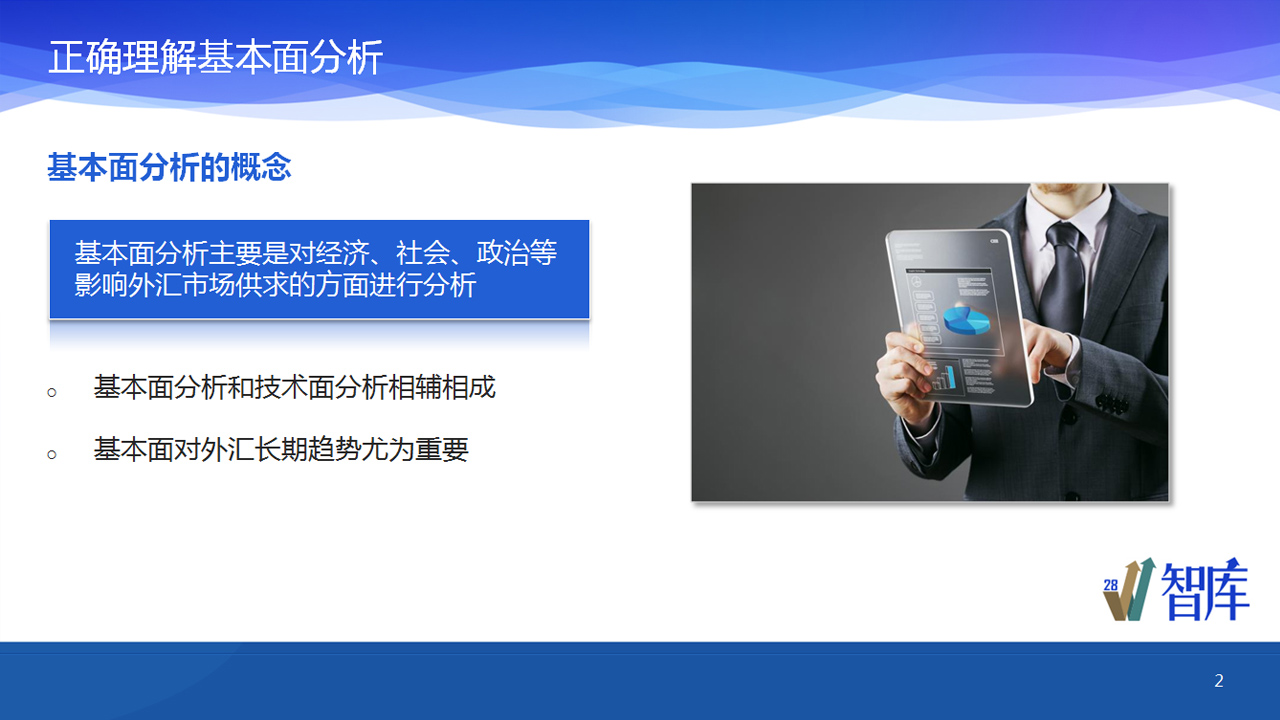 正确理解基本面分析
基本面分析的概念
基本面分析主要是对经济、社会、政治等
影响外汇市场供求的方面进行分析
○ 基本面分析和技术面分析相辅相成
○ 基本面对外汇长期趋势尤为重要
28
智库
2